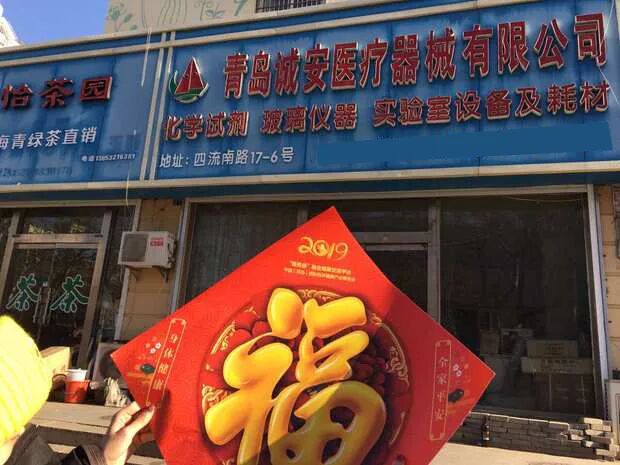 青岛诚安医疗器械有限公司
化学试剂 玻璃仪器 实验室设备及耗材
地址:四流南路17-6号
怡茶园
海青绿茶直销
茶 茶
2019
福
身体健康
全家平安